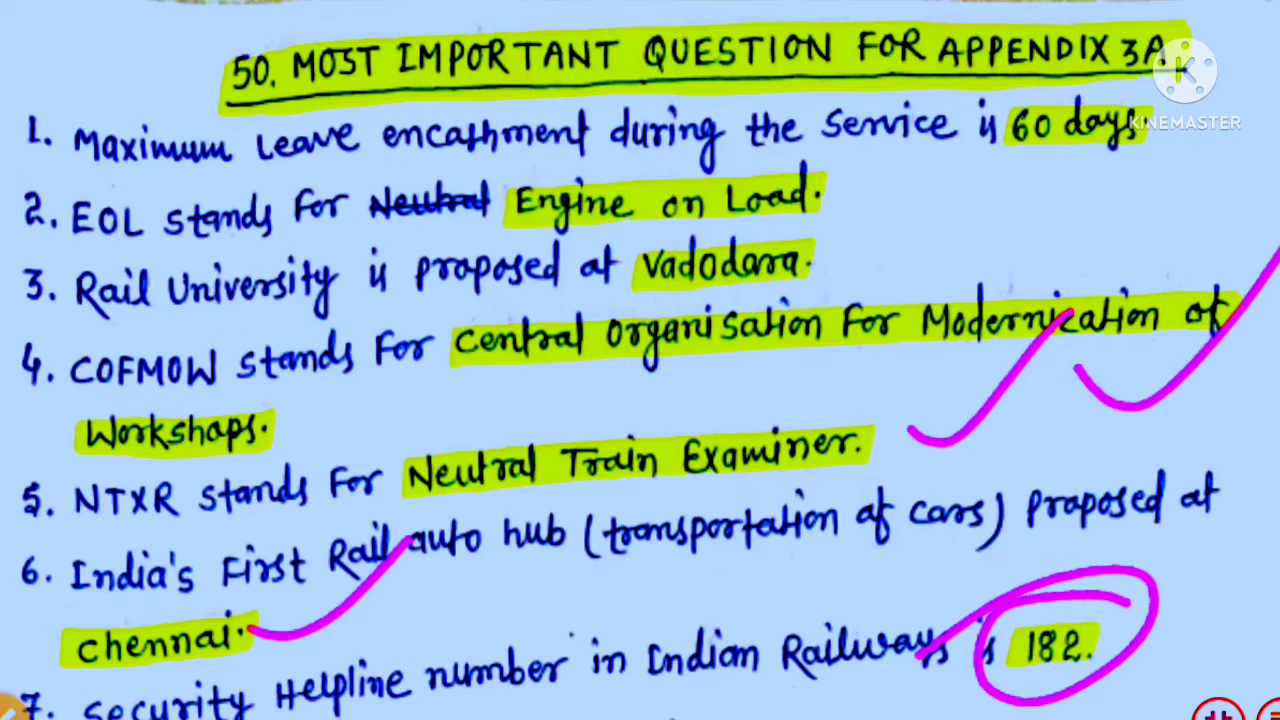 50. MOST IMPORTANT QUESTION FOR APPENDIX 3A
K
KINEMASTER
1. Maximum Leave encashment during the Service is 60 days
2. EOL stands for Neutral Engine on Load.
3. Rail University is proposed at Vadodara.
4. COFMOW stands for Central Organisation For Modernization of
Workshops.
5. NTXR stands For Neutral Train Examiner.
6. India's First Rail auto hub (transportation of cars) proposed at
Chennai.
7. Security Helpline number in Indian Railways is 182.